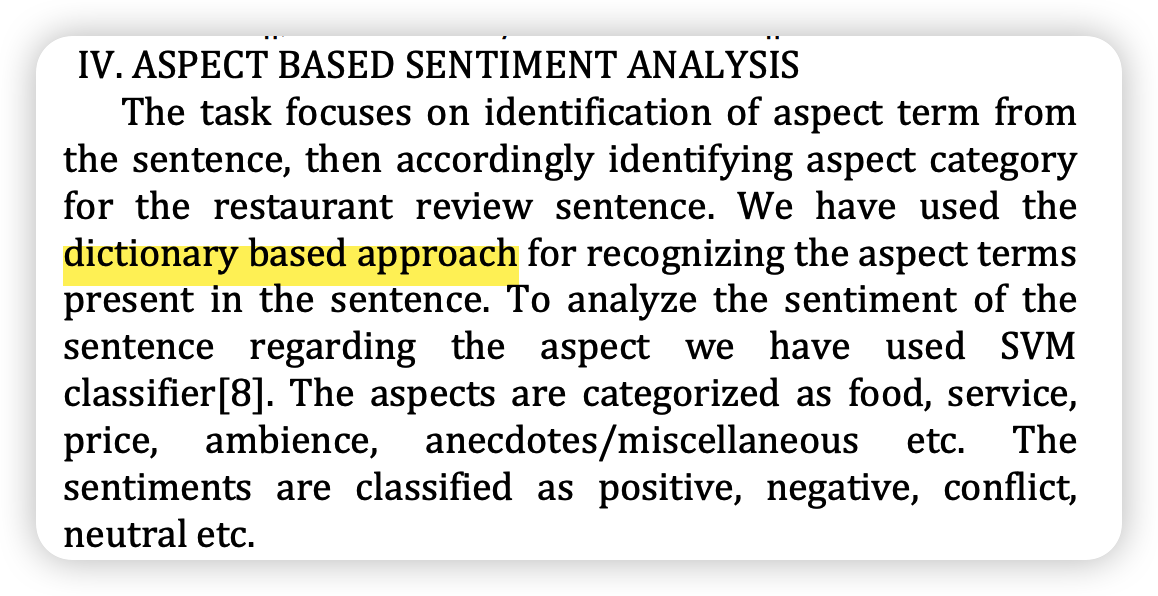 IV. ASPECT BASED SENTIMENT ANALYSIS
The task focuses on identification of aspect term from
the sentence, then accordingly identifying aspect category
for the restaurant review sentence. We have used the
dictionary based approach for recognizing the aspect terms
present in the sentence. To analyze the sentiment of the
sentence regarding the aspect we have used SVM
classifier[8]. The aspects are categorized as food, service,
price, ambience, anecdotes/miscellaneous etc. The
sentiments are classified as positive, negative, conflict,
neutral etc.